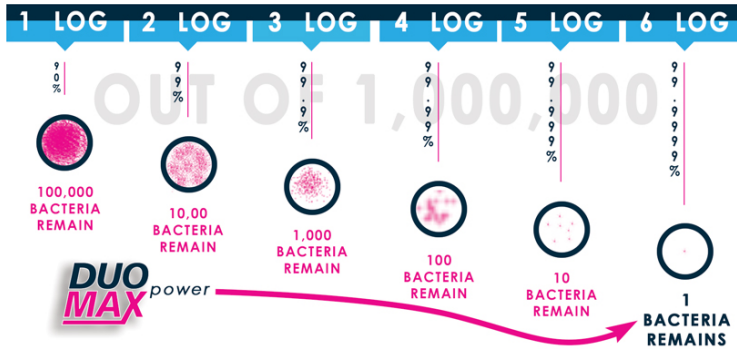 1 LOG 2 LOG 3 LOG 4 LOG 5 LOG 6 LOG
90%
99%
99.9%
99.99%
99.999%
99.9999%
OUT OF 1,000,000
100,000
BACTERIA
REMAIN
10,00
BACTERIA
REMAIN
1,000
BACTERIA
REMAIN
100
BACTERIA
REMAIN
10
BACTERIA
REMAIN
1
BACTERIA
REMAINS
DUO
MAX power